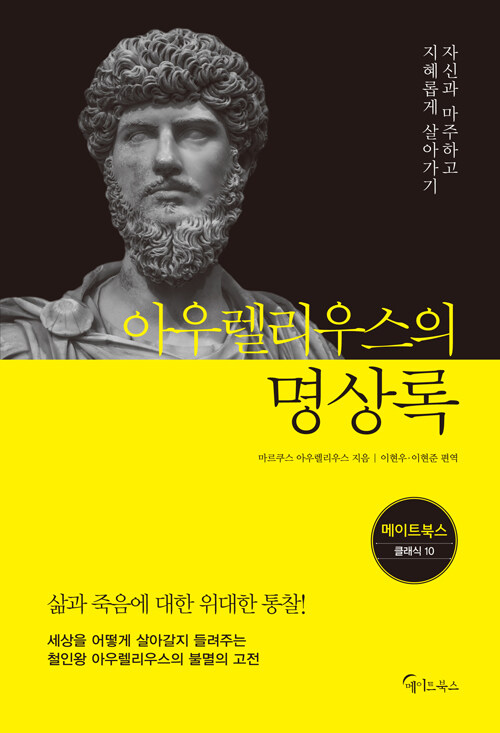 자신과 마주하고
지혜롭게 살아가기
아우렐리우스의
명상록
마르쿠스 아우렐리우스 지음 | 이현우·이현준 편역
메이트북스
클래식 10
삶과 죽음에 대한 위대한 통찰!
세상을 어떻게 살아갈지 들려주는
철인왕 아우렐리우스의 불멸의 고전
메이트북스